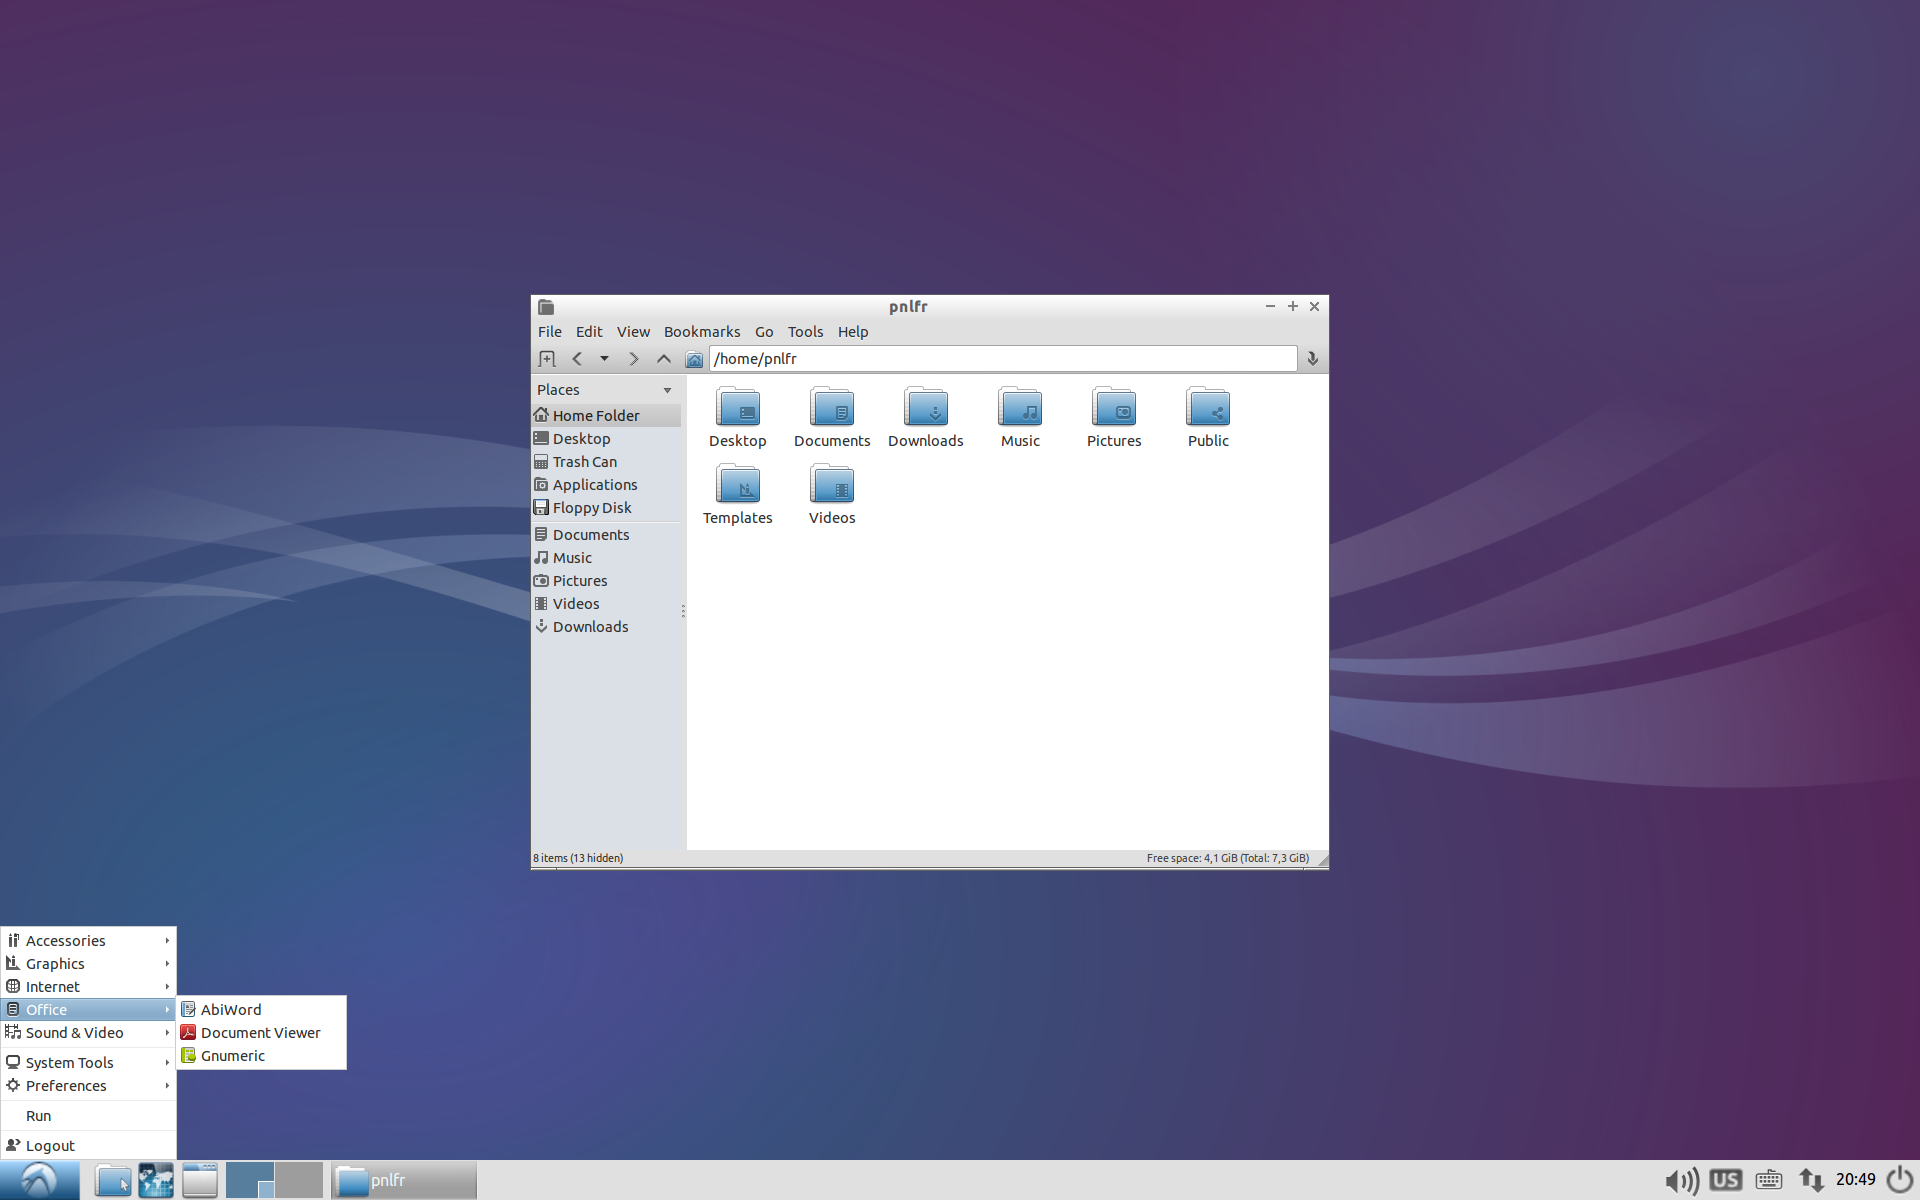 pnlfr
File Edit View Bookmarks Go Tools Help
/home/pnlfr
Places
Home Folder
Desktop
Trash Can
Applications
Floppy Disk
Documents
Music
Pictures
Videos
Downloads
Desktop Documents Downloads Music Pictures Public
Templates Videos
8 items (13 hidden) Free space: 4,1 GiB (Total: 7,3 GiB)
Accessories
Graphics
Internet
Office
Sound & Video
System Tools
Preferences
Run
Logout
AbiWord
Document Viewer
Gnumeric
pnlfr US 20:49